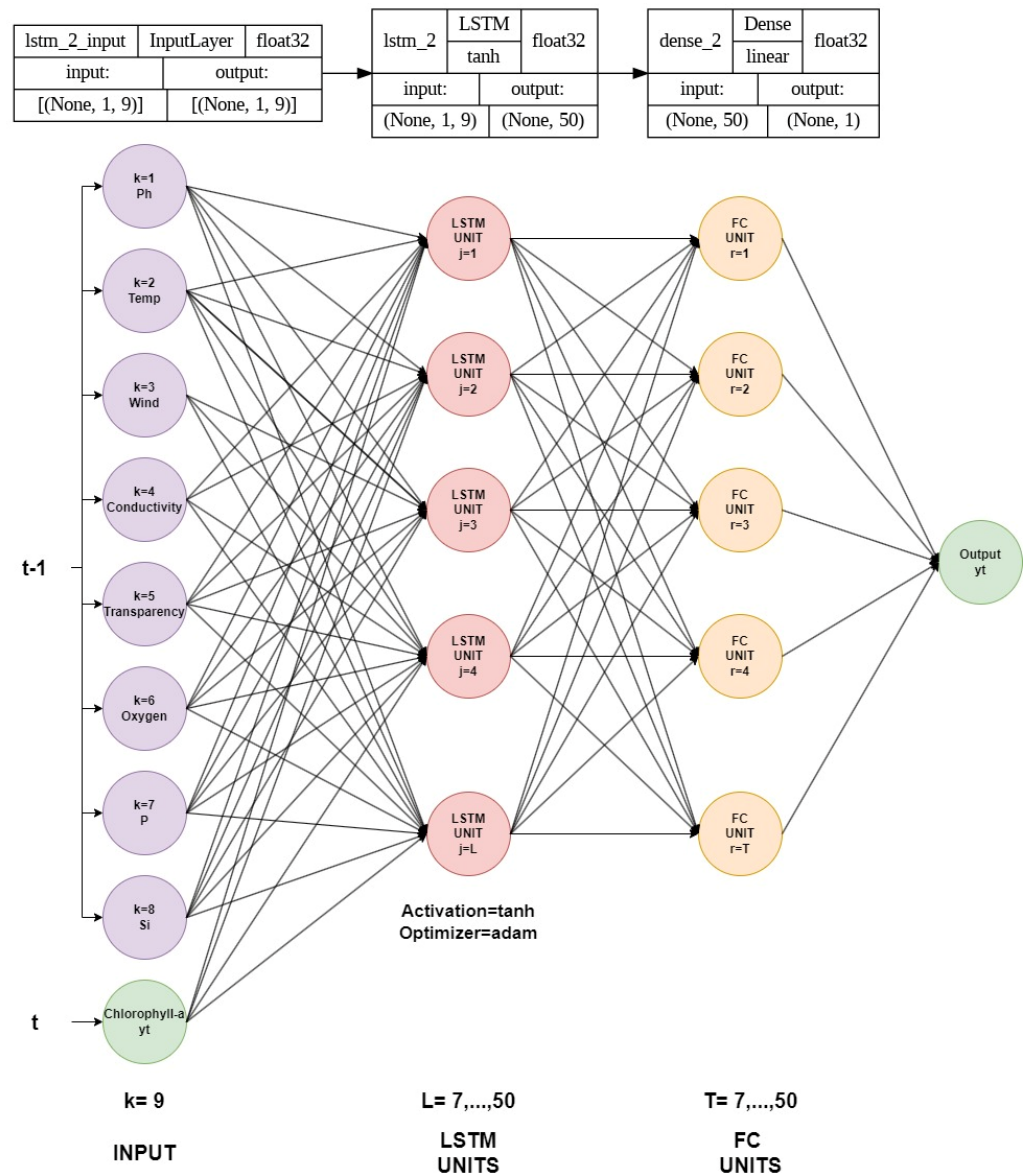 lstm_2_input InputLayer float32
input: output:
[(None, 1, 9)] [(None, 1, 9)]
lstm_2 LSTM float32
tanh
input: output:
(None, 1, 9) (None, 50)
dense_2 Dense float32
linear
input: output:
(None, 50) (None, 1)
t-1
k=1
Ph
k=2
Temp
k=3
Wind
k=4
Conductivity
k=5
Transparency
k=6
Oxygen
k=7
P
k=8
Si
t
Chlorophyll-a
yt
LSTM
UNIT
j=1
LSTM
UNIT
j=2
LSTM
UNIT
j=3
LSTM
UNIT
j=4
LSTM
UNIT
j=L
Activation=tanh
Optimizer=adam
FC
UNIT
r=1
FC
UNIT
r=2
FC
UNIT
r=3
FC
UNIT
r=4
FC
UNIT
r=T
Output
yt
k= 9
INPUT
L= 7,...,50
LSTM
UNITS
T= 7,...,50
FC
UNITS